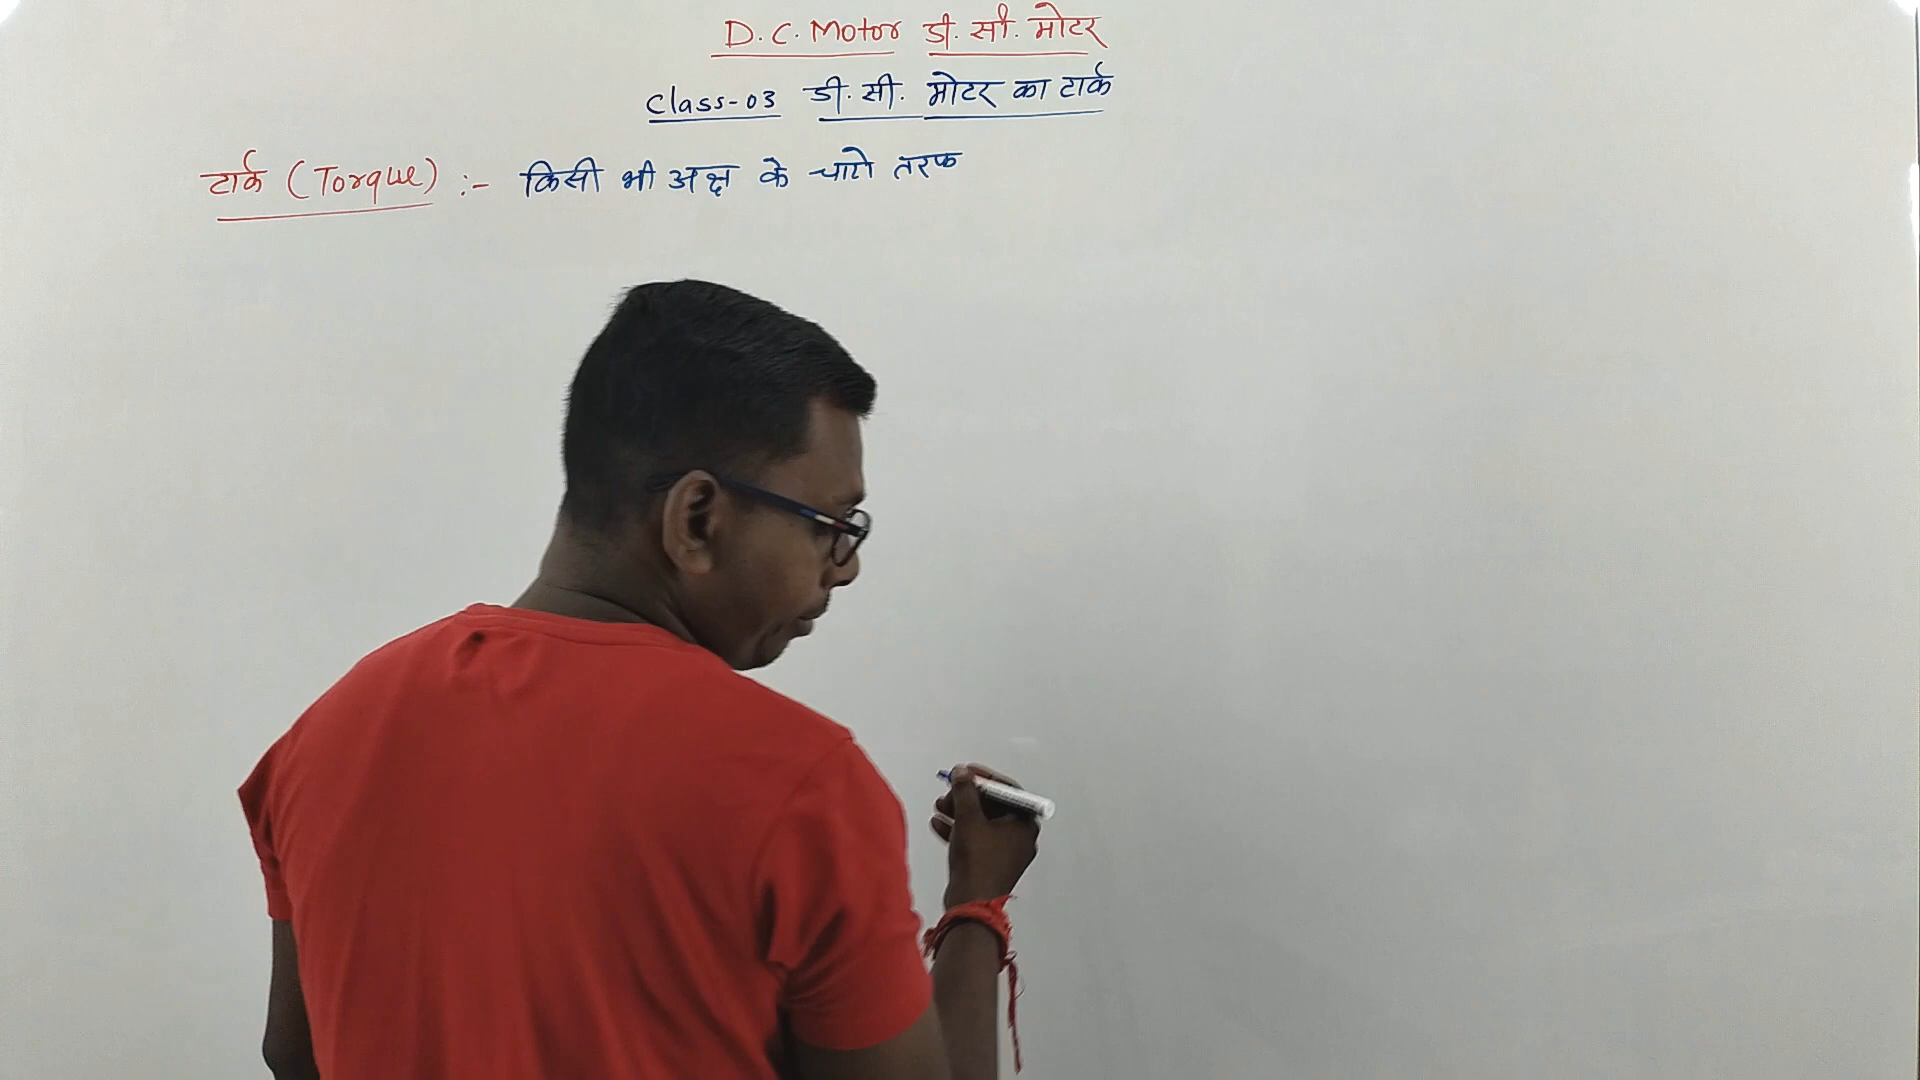 D.C. Motor डी.सी. मोटर
Class-03 डी.सी. मोटर का टार्क
टार्क (Torque) :- किसी भी अक्ष के चारो तरफ